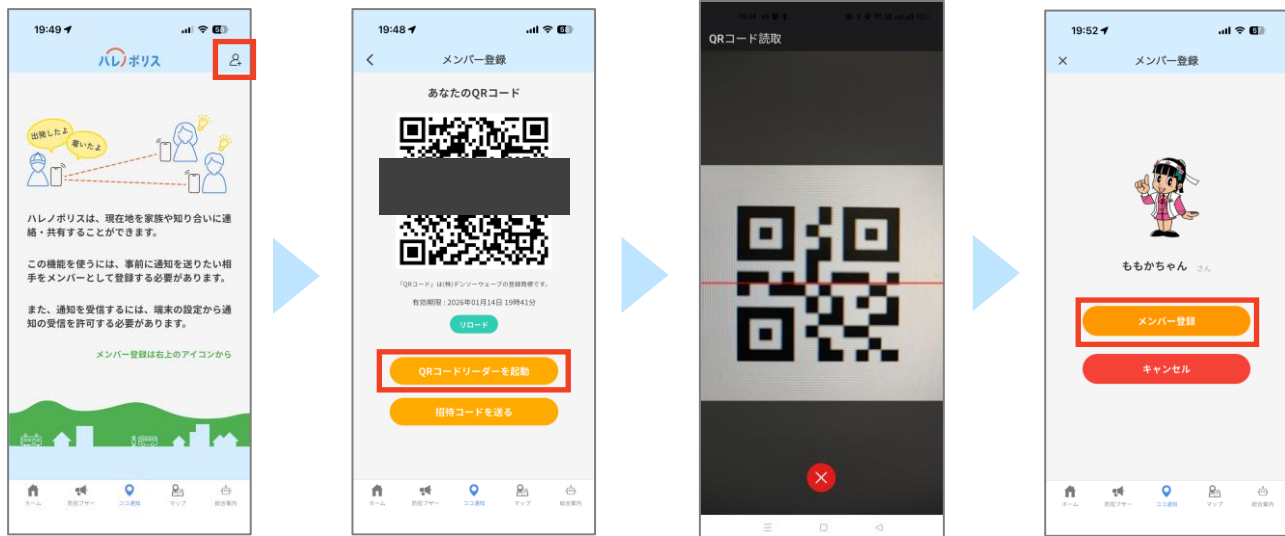 19:49
ハレノポリス
出発したよ
着いたよ
ハレノポリスは、現在地を家族や知り合いに連
絡・共有することができます。
この機能を使うには、事前に通知を送りたい相
手をメンバーとして登録する必要があります。
また、通知を受信するには、端末の設定から通
知の受信を許可する必要があります。
メンバー登録は右上のアイコンから
ホーム 防犯ブザー ココ通知 マップ 総合案内
19:48
メンバー登録
あなたのQRコード
「QRコード」は(株)デンソーウェーブの登録商標です。
有効期限 : 2026年01月14日 19時41分
リロード
QRコードリーダーを起動
招待コードを送る
ホーム 防犯ブザー ココ通知 マップ 総合案内
QRコード読取
19:52
メンバー登録
ももかちゃん さん
メンバー登録
キャンセル
ホーム 防犯ブザー ココ通知 マップ 総合案内